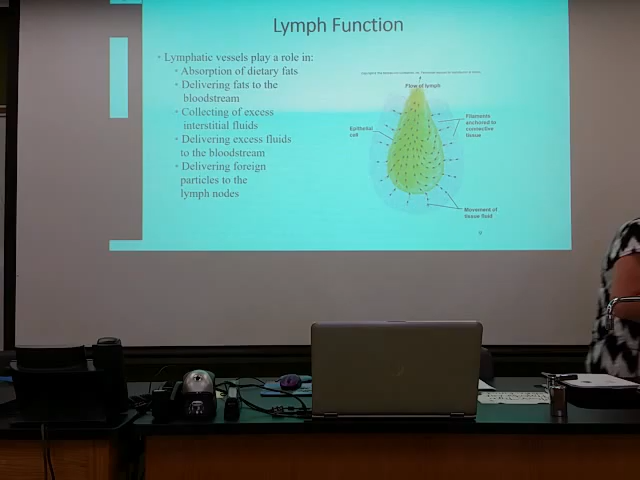 Lymph Function
• Lymphatic vessels play a role in:
• Absorption of dietary fats
• Delivering fats to the
bloodstream
• Collecting of excess
interstitial fluids
• Delivering excess fluids
to the bloodstream
• Delivering foreign
particles to the
lymph nodes
Flow of lymph
Filaments
anchored to
connective
tissue
Epithelial
cell
Movement of
tissue fluid